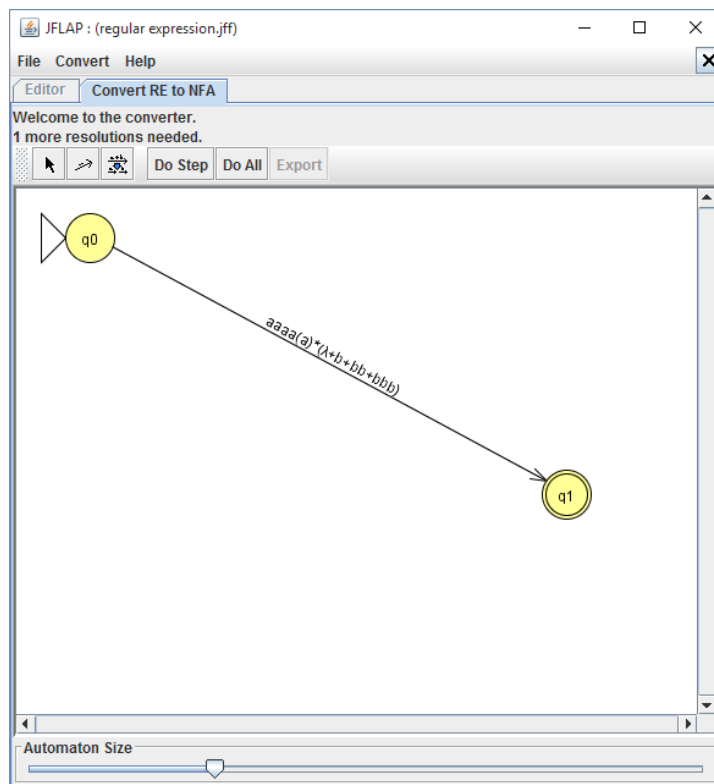 JFLAP : (regular expression.jff)
File Convert Help
Editor Convert RE to NFA
Welcome to the converter.
1 more resolutions needed.
Do Step Do All Export
q0
aaaa(a)*(λ+b+bb+bbb)
q1
Automaton Size